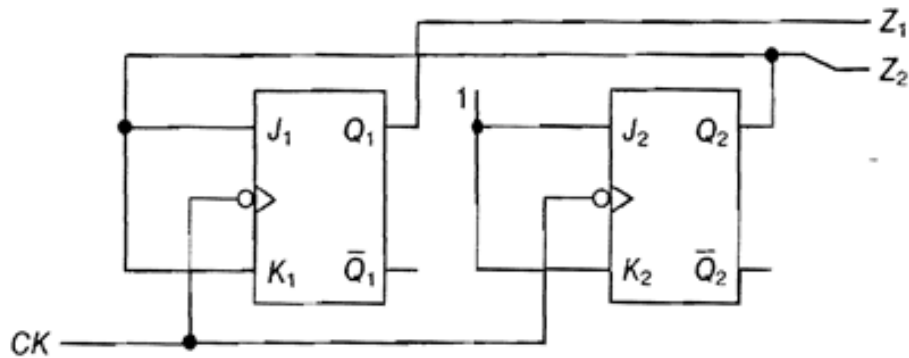 Z₁
Z₂
1
J₁ Q₁ J₂ Q₂
K₁ Q̅₁ K₂ Q̅₂
CK